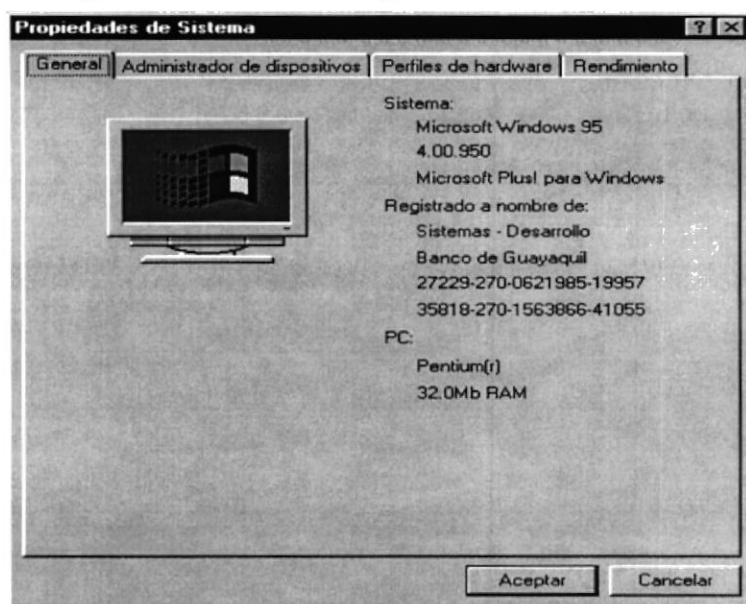 Propiedades de Sistema
General Administrador de dispositivos Perfiles de hardware Rendimiento
Sistema:
Microsoft Windows 95
4.00.950
Microsoft Plus! para Windows
Registrado a nombre de:
Sistemas - Desarrollo
Banco de Guayaquil
27229-270-0621985-19957
35818-270-1563866-41055
PC:
Pentium(r)
32.0Mb RAM
Aceptar Cancelar